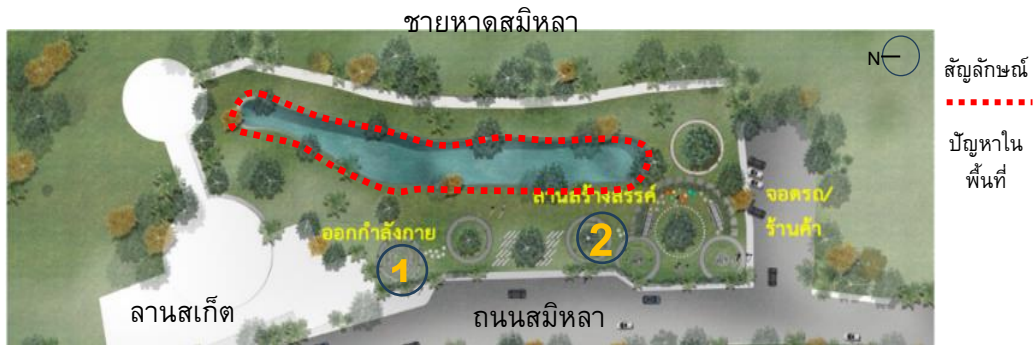 ชายหาดสมิหลา
N
สัญลักษณ์
ปัญหาใน
พื้นที่
ลานสร้างสรรค์
จอดรถ/
ร้านค้า
ออกกำลังกาย
2
1
ลานสเก็ต
ถนนสมิหลา